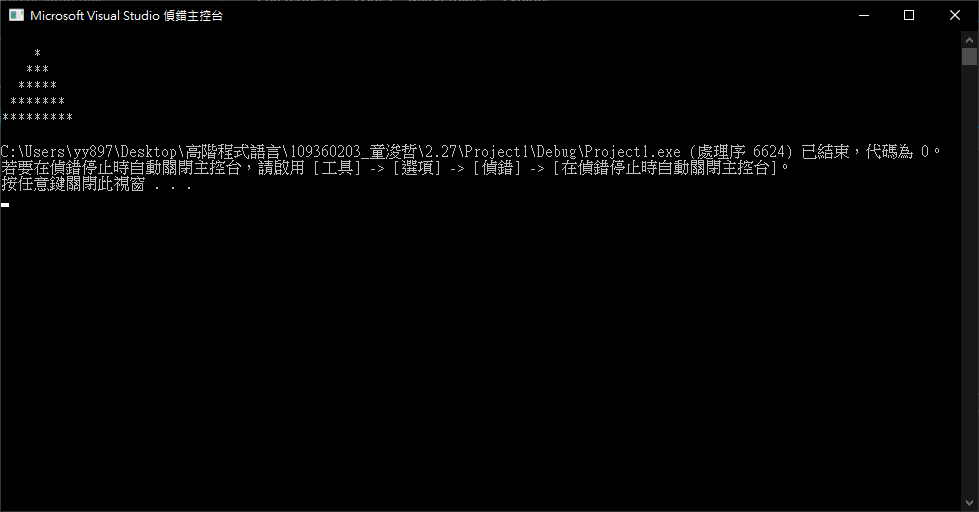 Microsoft Visual Studio 偵錯主控台
*
***
*****
*******
*********
C:\Users\yy897\Desktop\高階程式語言\109360203_童浚哲\2.27\Project1\Debug\Project1.exe (處理序 6624) 已結束，代碼為 0。
若要在偵錯停止時自動關閉主控台，請啟用 [工具] -> [選項] -> [偵錯] -> [在偵錯停止時自動關閉主控台]。
按任意鍵關閉此視窗 . . .